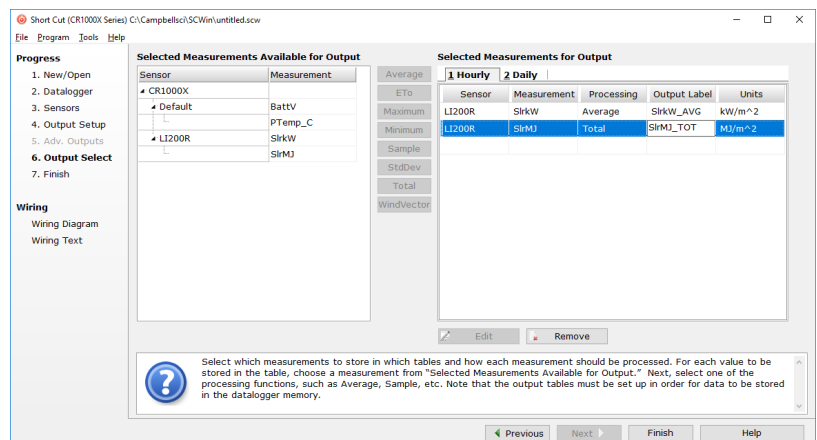 Short Cut (CR1000X Series) C:\Campbellsci\SCWin\untitled.scw
File Program Tools Help
Progress
1. New/Open
2. Datalogger
3. Sensors
4. Output Setup
5. Adv. Outputs
6. Output Select
7. Finish
Wiring
Wiring Diagram
Wiring Text
Selected Measurements Available for Output
Sensor Measurement
CR1000X
Default BattV
PTemp_C
LI200R SlrkW
SlrMJ
Average
ETo
Maximum
Minimum
Sample
StdDev
Total
WindVector
Selected Measurements for Output
1 Hourly 2 Daily
Sensor Measurement Processing Output Label Units
LI200R SlrkW Average SlrkW_AVG kW/m^2
LI200R SlrMJ Total SlrMJ_TOT MJ/m^2
Edit Remove
Select which measurements to store in which tables and how each measurement should be processed. For each value to be
stored in the table, choose a measurement from "Selected Measurements Available for Output." Next, select one of the
processing functions, such as Average, Sample, etc. Note that the output tables must be set up in order for data to be stored
in the datalogger memory.
Previous Next Finish Help